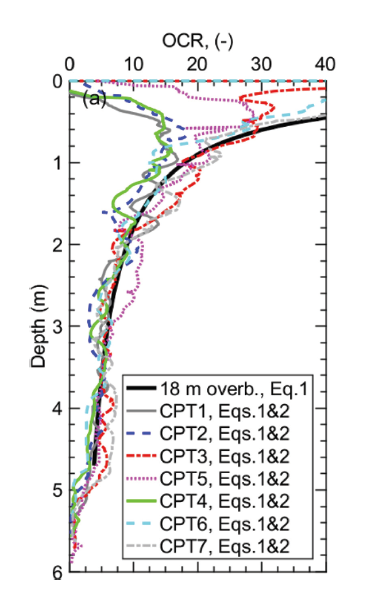 OCR, (-)
0 10 20 30 40
(a)
0
1
2
3
4
5
6
Depth (m)
18 m overb., Eq.1
CPT1, Eqs.1&2
CPT2, Eqs.1&2
CPT3, Eqs.1&2
CPT5, Eqs.1&2
CPT4, Eqs.1&2
CPT6, Eqs.1&2
CPT7, Eqs.1&2